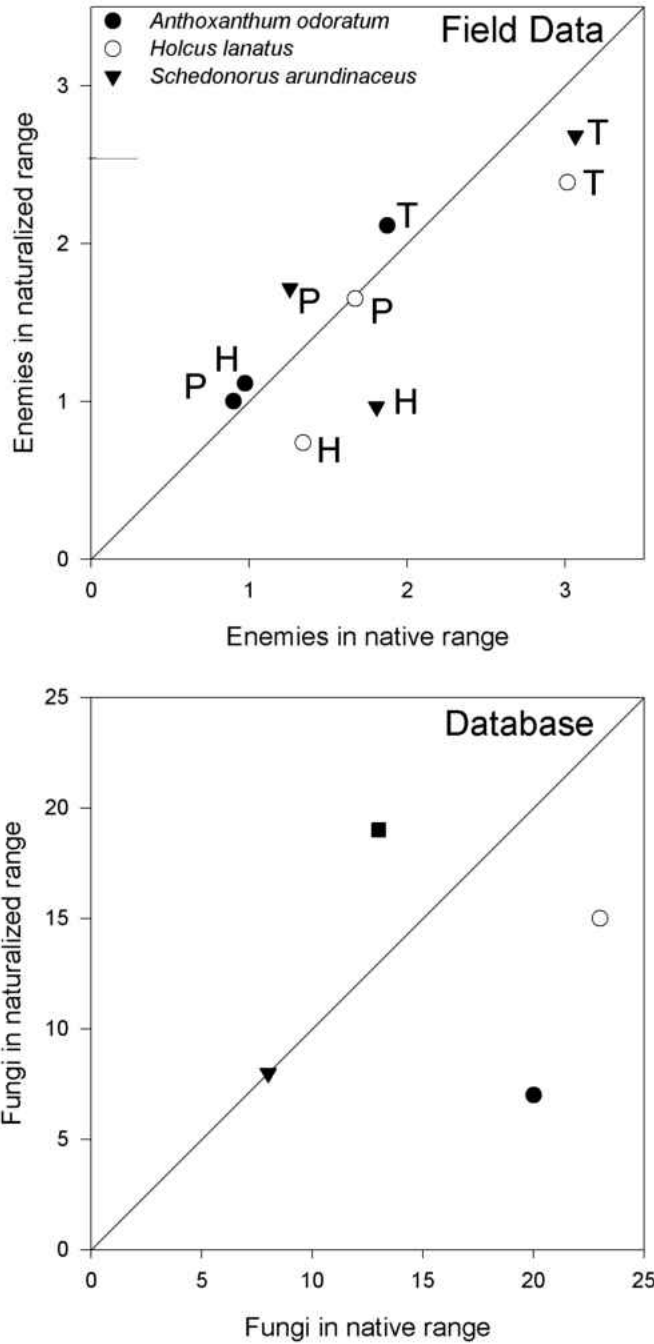 Field Data
Anthoxanthum odoratum
Holcus lanatus
Schedonorus arundinaceus
Enemies in naturalized range
3
2
1
0
T
T
T
P
P
H
P
H
H
0 1 2 3
Enemies in native range
Database
Fungi in naturalized range
25
20
15
10
5
0
0 5 10 15 20 25
Fungi in native range